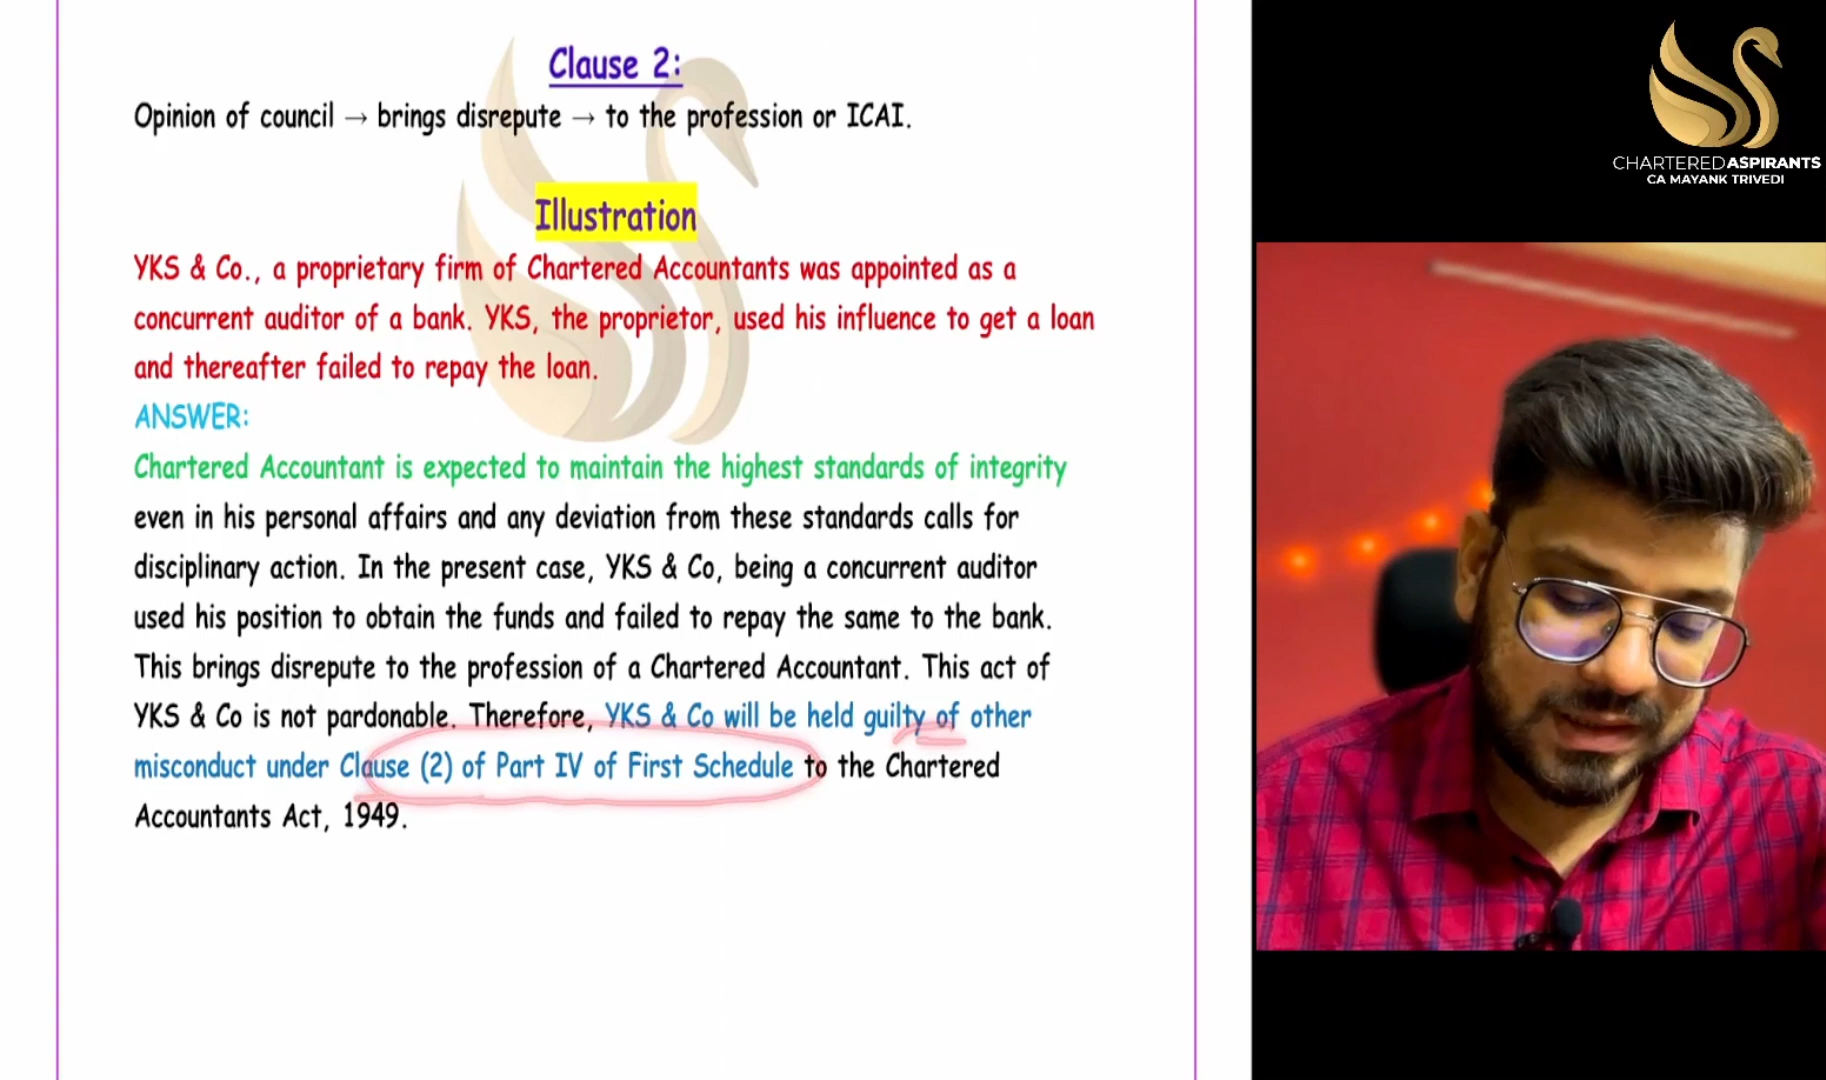 Clause 2:
Opinion of council → brings disrepute → to the profession or ICAI.
Illustration
YKS & Co., a proprietary firm of Chartered Accountants was appointed as a
concurrent auditor of a bank. YKS, the proprietor, used his influence to get a loan
and thereafter failed to repay the loan.
ANSWER:
Chartered Accountant is expected to maintain the highest standards of integrity
even in his personal affairs and any deviation from these standards calls for
disciplinary action. In the present case, YKS & Co, being a concurrent auditor
used his position to obtain the funds and failed to repay the same to the bank.
This brings disrepute to the profession of a Chartered Accountant. This act of
YKS & Co is not pardonable. Therefore, YKS & Co will be held guilty of other
misconduct under Clause (2) of Part IV of First Schedule to the Chartered
Accountants Act, 1949.
CHARTEREDASPIRANTS
CA MAYANK TRIVEDI